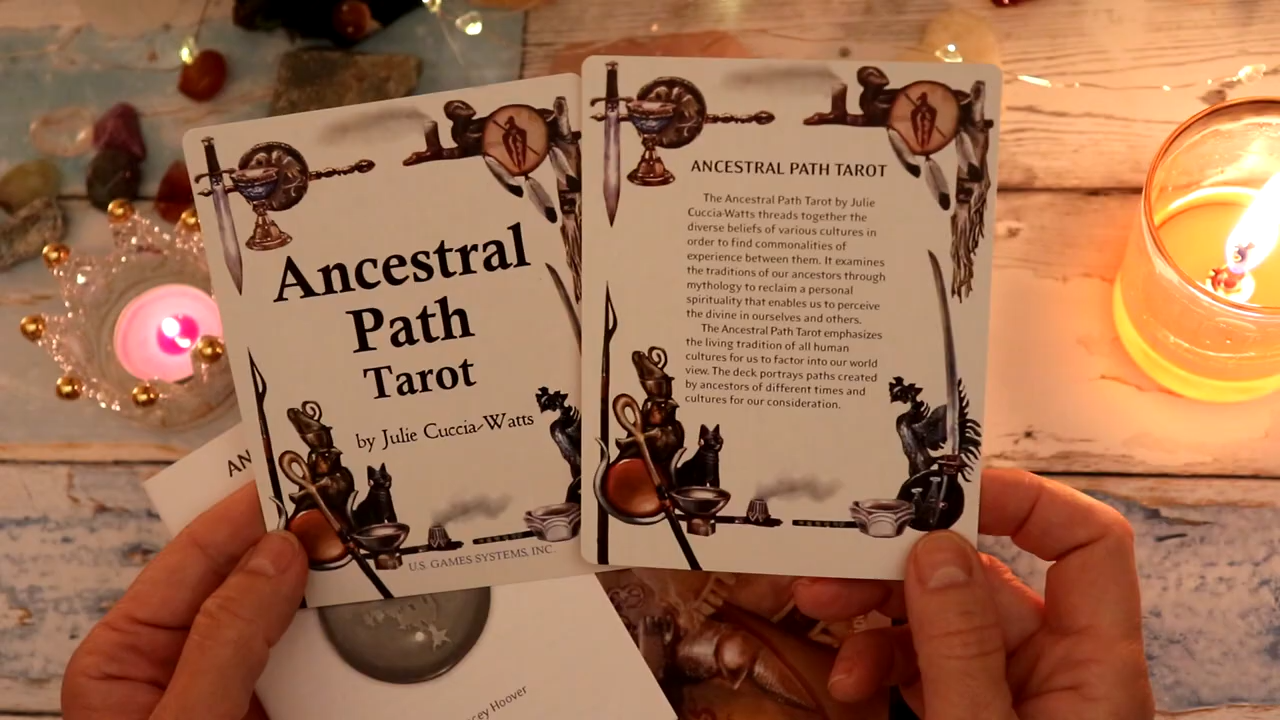 Ancestral
Path
Tarot
by Julie Cuccia-Watts
U.S. GAMES SYSTEMS, INC.
ANCESTRAL PATH TAROT
The Ancestral Path Tarot by Julie
Cuccia-Watts threads together the
diverse beliefs of various cultures in
order to find commonalities of
experience between them. It examines
the traditions of our ancestors through
mythology to reclaim a personal
spirituality that enables us to perceive
the divine in ourselves and others.
The Ancestral Path Tarot emphasizes
the living tradition of all human
cultures for us to factor into our world
view. The deck portrays paths created
by ancestors of different times and
cultures for our consideration.
AN
cey Hoover